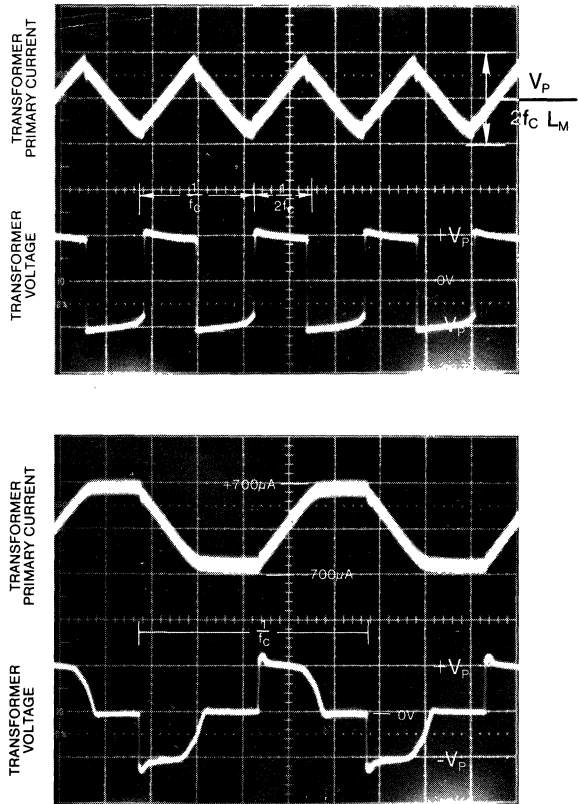 TRANSFORMER
PRIMARY CURRENT
V_P
2f_C L_M
1
f_C
1
2f_C
TRANSFORMER
VOLTAGE
+V_P
0V
-V_P
TRANSFORMER
PRIMARY CURRENT
+700µA
-700µA
1
f_C
TRANSFORMER
VOLTAGE
+V_P
0V
-V_P